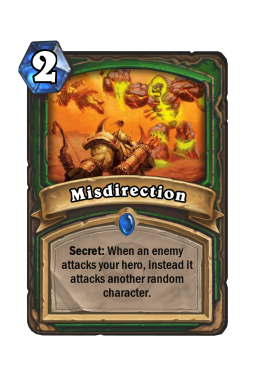 2
Misdirection
Secret: When an enemy
attacks your hero, instead it
attacks another random
character.